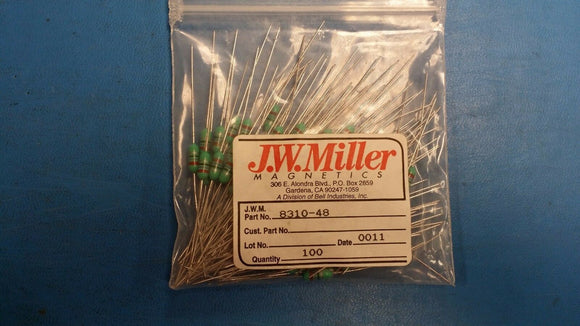 J.W.Miller
MAGNETICS
306 E. Alondra Blvd., P.O. Box 2859
Gardena, CA 90247-1059
A Division of Bell Industries, Inc.
J.W.M.
Part No. 8310-48
Cust. Part No.
Lot No. Date 0011
Quantity 100